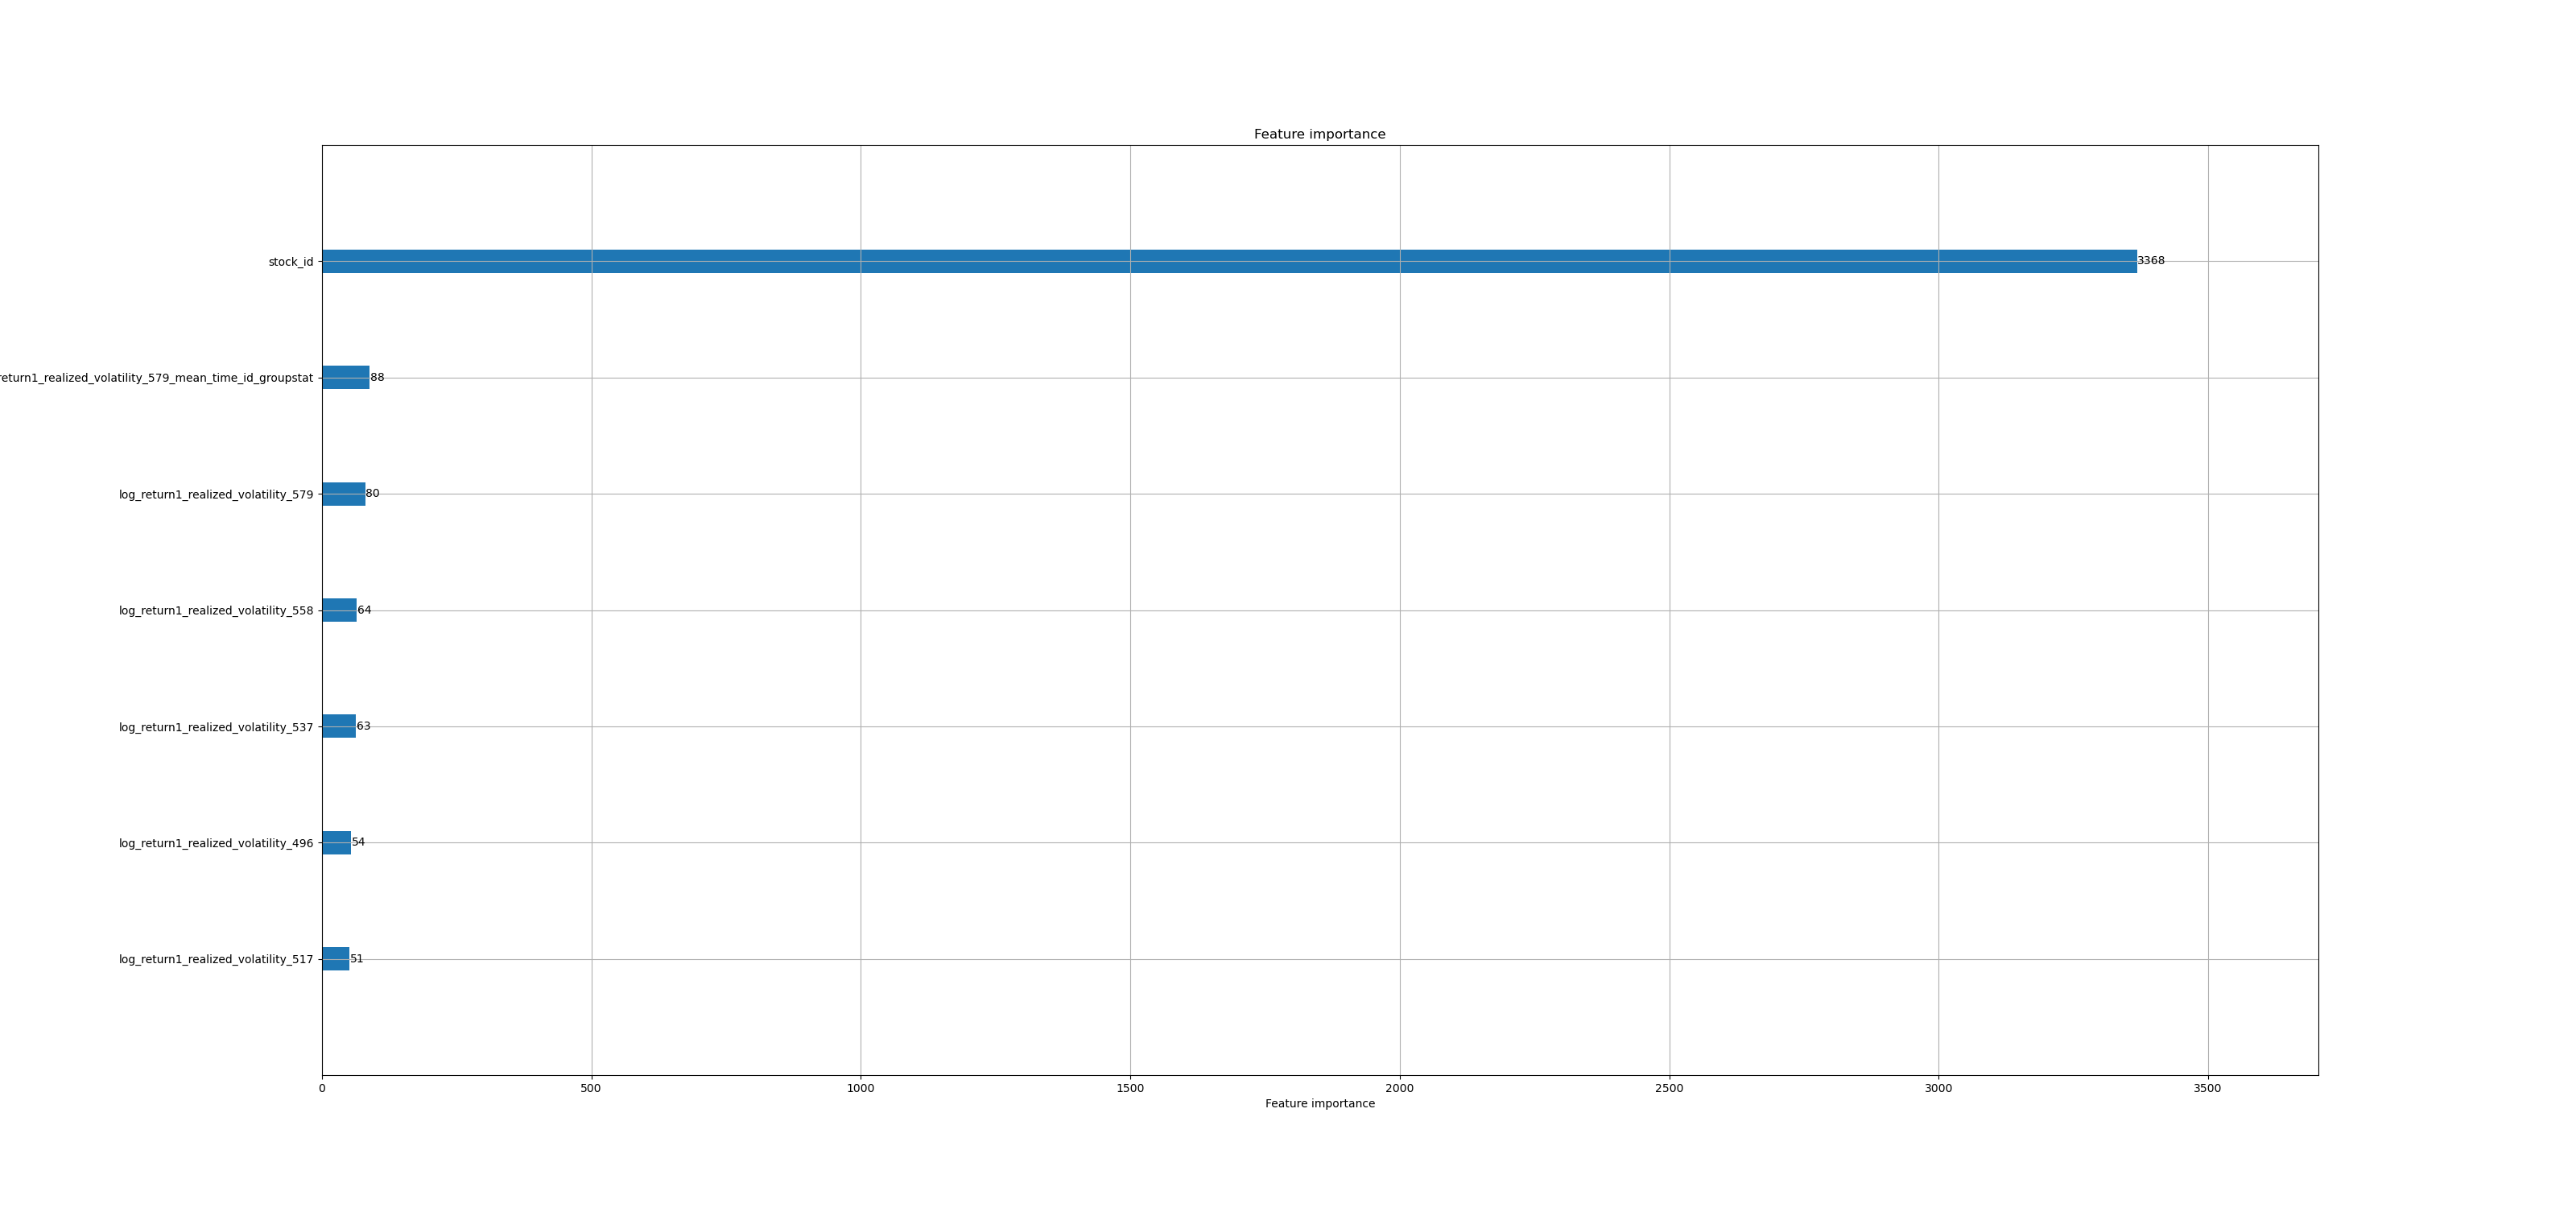 Feature importance
stock_id
3368
return1_realized_volatility_579_mean_time_id_groupstat
88
log_return1_realized_volatility_579
80
log_return1_realized_volatility_558
64
log_return1_realized_volatility_537
63
log_return1_realized_volatility_496
54
log_return1_realized_volatility_517
51
0 500 1000 1500 2000 2500 3000 3500
Feature importance